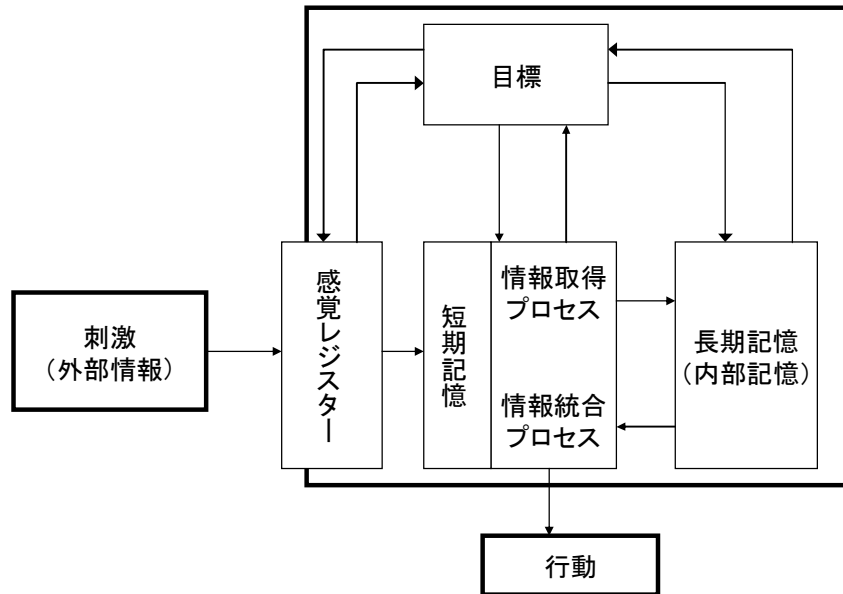 目標
刺激
（外部情報）
感覚レジスター
短期記憶
情報取得
プロセス
情報統合
プロセス
長期記憶
（内部記憶）
行動